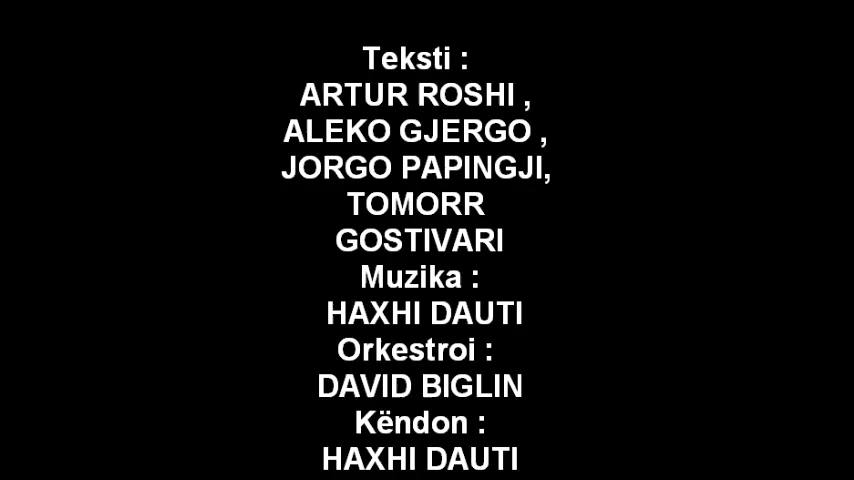 Teksti :
ARTUR ROSHI ,
ALEKO GJERGO ,
JORGO PAPINGJI,
TOMORR
GOSTIVARI
Muzika :
HAXHI DAUTI
Orkestroi :
DAVID BIGLIN
Këndon :
HAXHI DAUTI